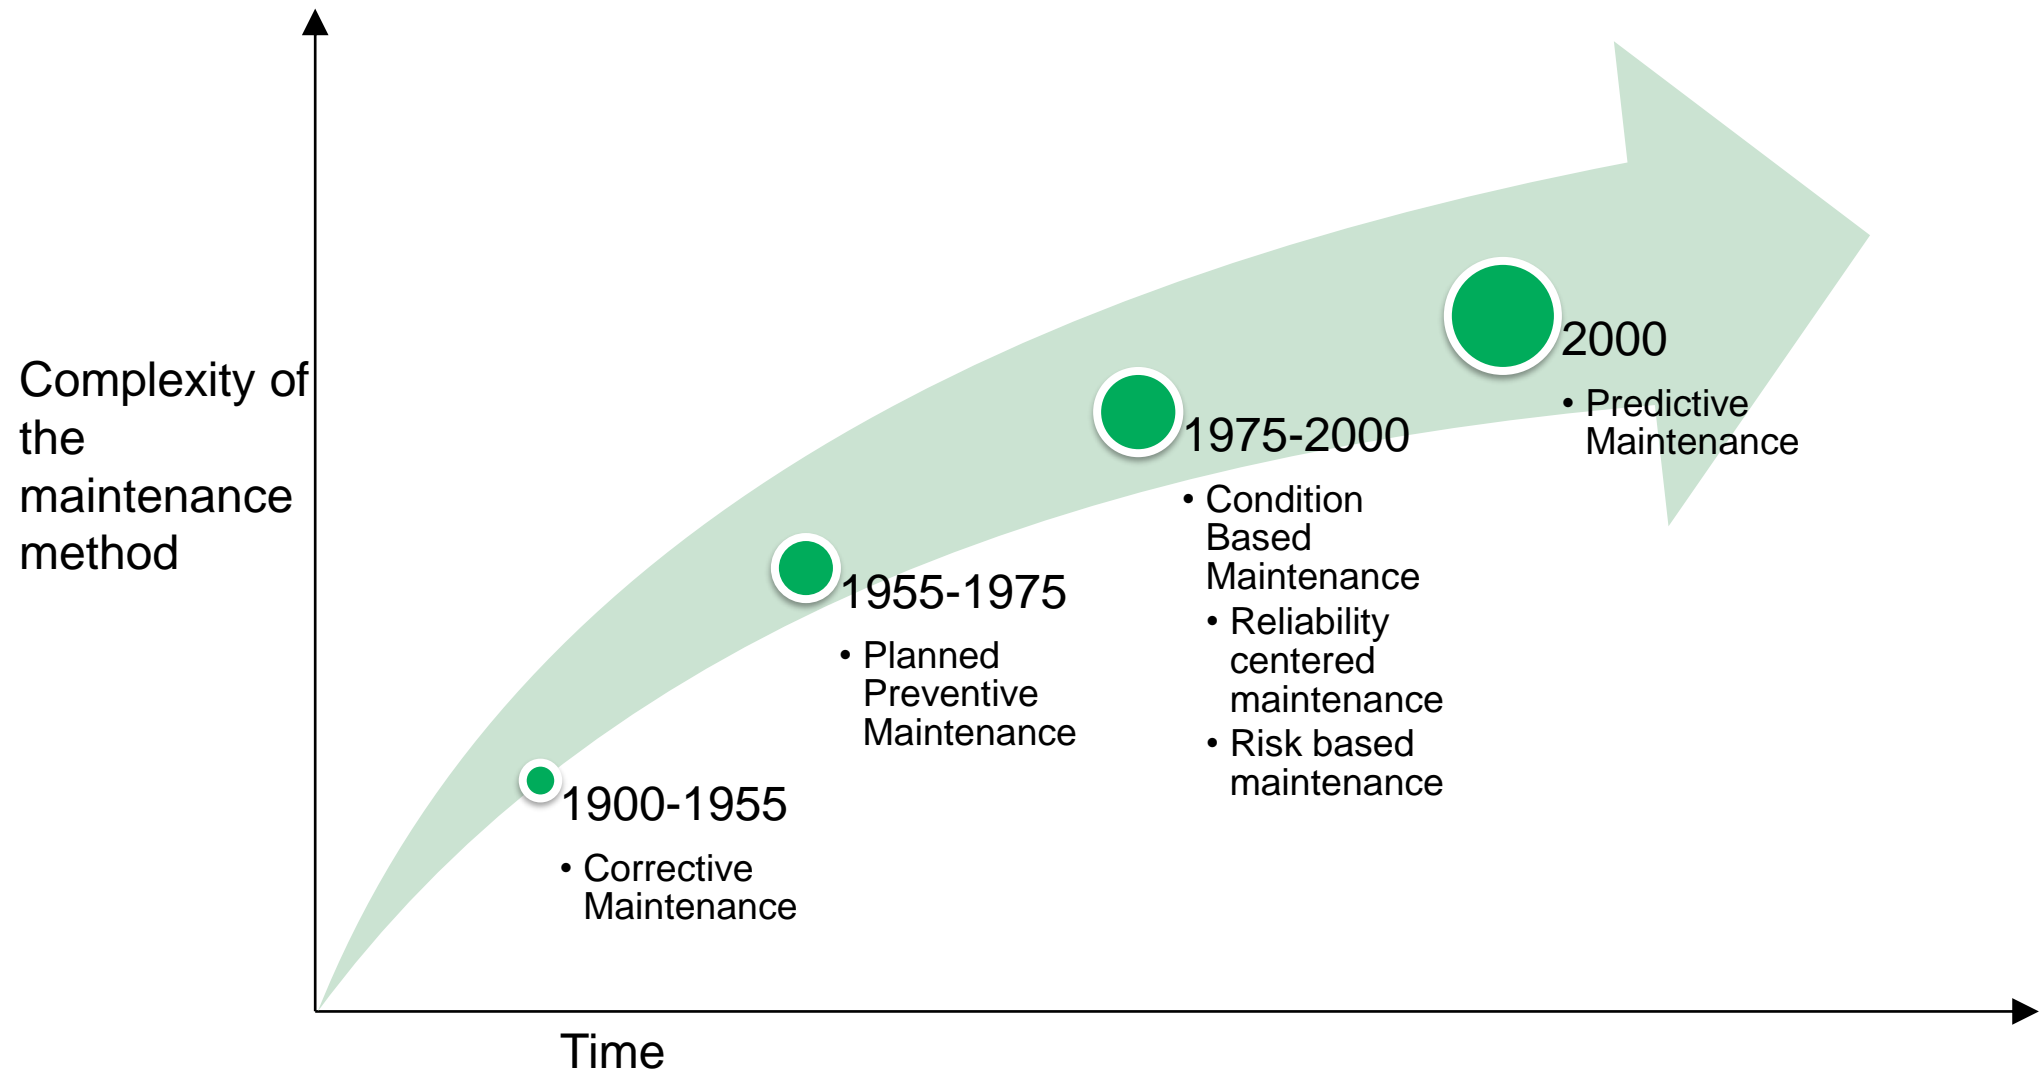 Complexity of
the
maintenance
method
2000
• Predictive
Maintenance
1975-2000
• Condition
Based
Maintenance
• Reliability
centered
maintenance
• Risk based
maintenance
1955-1975
• Planned
Preventive
Maintenance
1900-1955
• Corrective
Maintenance
Time